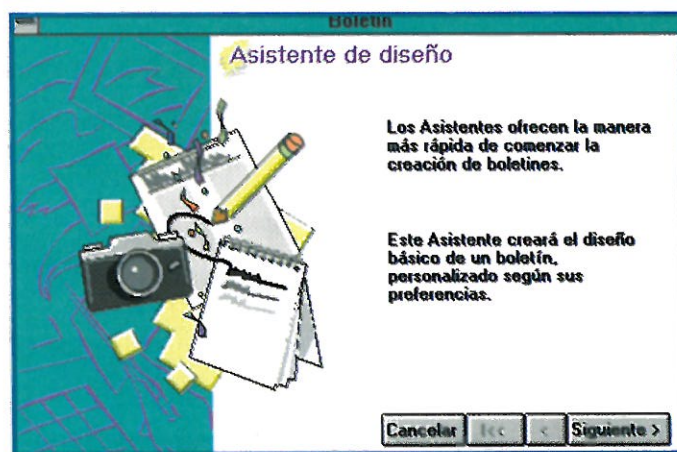 Boletín
Asistente de diseño
Los Asistentes ofrecen la manera
más rápida de comenzar la
creación de boletines.
Este Asistente creará el diseño
básico de un boletín,
personalizado según sus
preferencias.
Cancelar |<< < Siguiente >